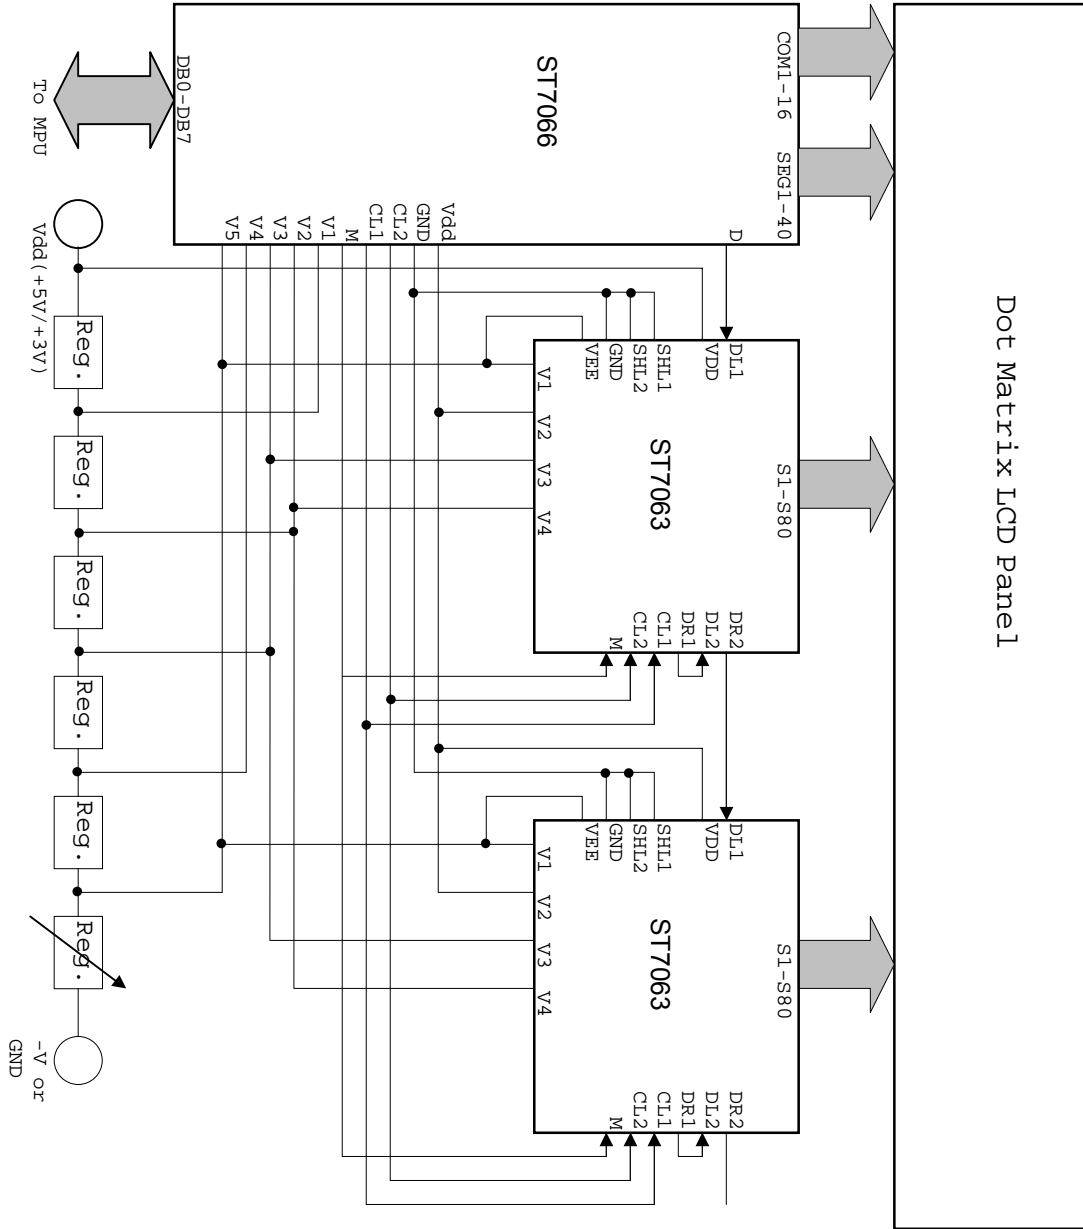 Dot Matrix LCD Panel
COM1-16
SEG1-40
S1-S80
S1-S80
ST7066
DB0-DB7
To MPU
V5
V4
V3
V2
V1
M
CL1
CL2
GND
Vdd
D
ST7063
VEE
GND
SHL2
SHL1
VDD
DL1
V1
V2
V3
V4
M
CL2
CL1
DR1
DL2
DR2
ST7063
VEE
GND
SHL2
SHL1
VDD
DL1
V1
V2
V3
V4
M
CL2
CL1
DR1
DL2
DR2
Vdd(+5V/+3V)
Reg.
Reg.
Reg.
Reg.
Reg.
Reg.
-V or
GND